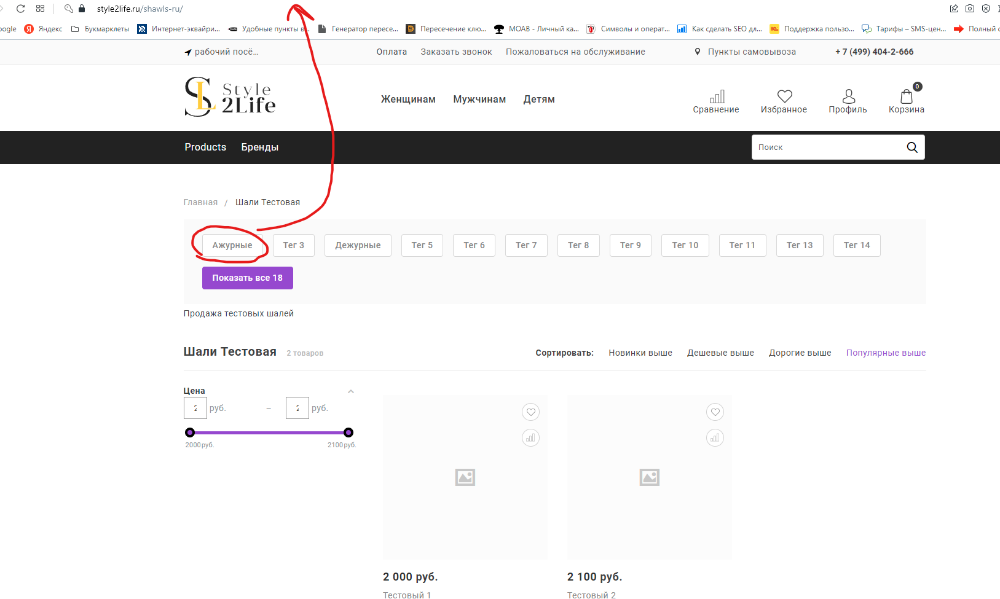 style2life.ru/shawls-ru/
oogle Яндекс Букмарклеты Интернет-эквайри... Удобные пункты в... Генератор пересе... Пересечение клю... МОАВ - Личный ка... Символы и операт... Как сделать SEO дл... Поддержка пользо... Тарифы – SMS-цен... Полный
рабочий посё... Оплата Заказать звонок Пожаловаться на обслуживание Пункты самовывоза + 7 (499) 404-2-666
SL Style
2Life
Женщинам Мужчинам Детям
0
Сравнение Избранное Профиль Корзина
Products Бренды Поиск
Главная / Шали Тестовая
Ажурные Тег 3 Дежурные Тег 5 Тег 6 Тег 7 Тег 8 Тег 9 Тег 10 Тег 11 Тег 13 Тег 14
Показать все 18
Продажа тестовых шалей
Шали Тестовая 2 товаров Сортировать: Новинки выше Дешевые выше Дорогие выше Популярные выше
Цена
2 руб. – 2 руб.
2000 руб. 2100 руб.
2 000 руб. 2 100 руб.
Тестовый 1 Тестовый 2